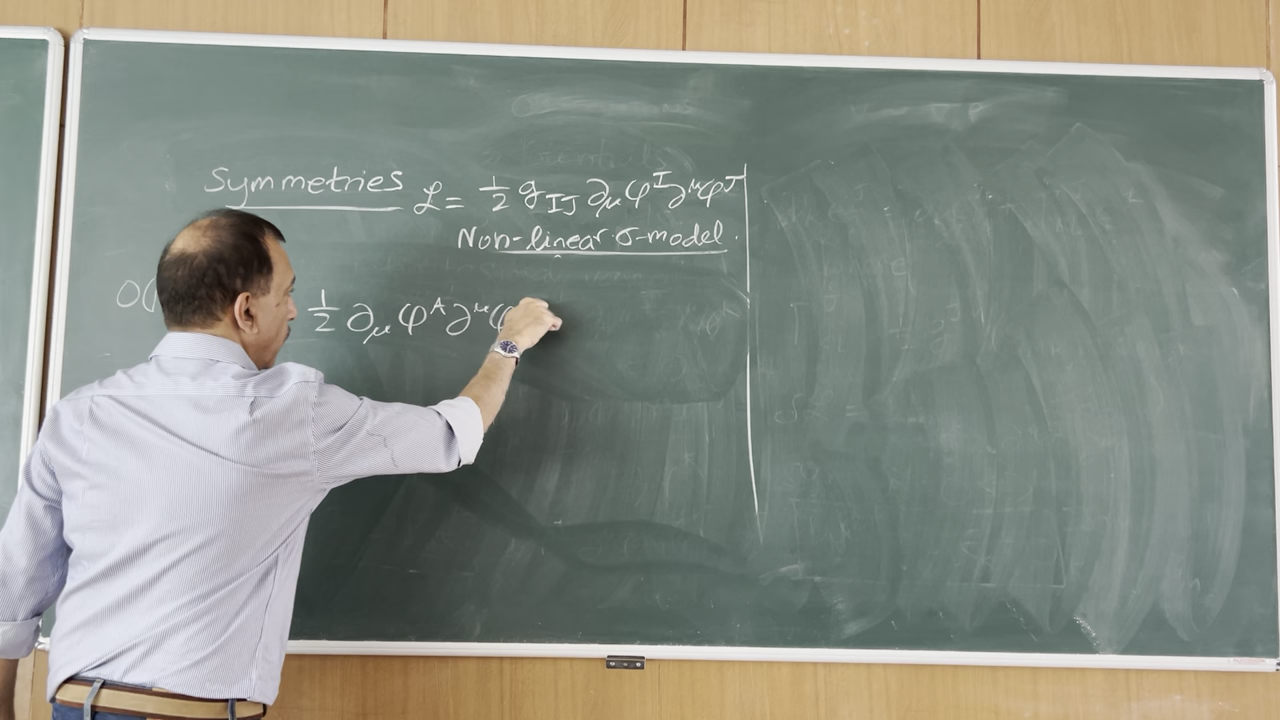 Symmetries ℒ = 1/2 g_IJ ∂_μ φ^I ∂^μ φ^J
Non-linear σ-model.
O( 1/2 ∂_μ φ^A ∂^μ φ